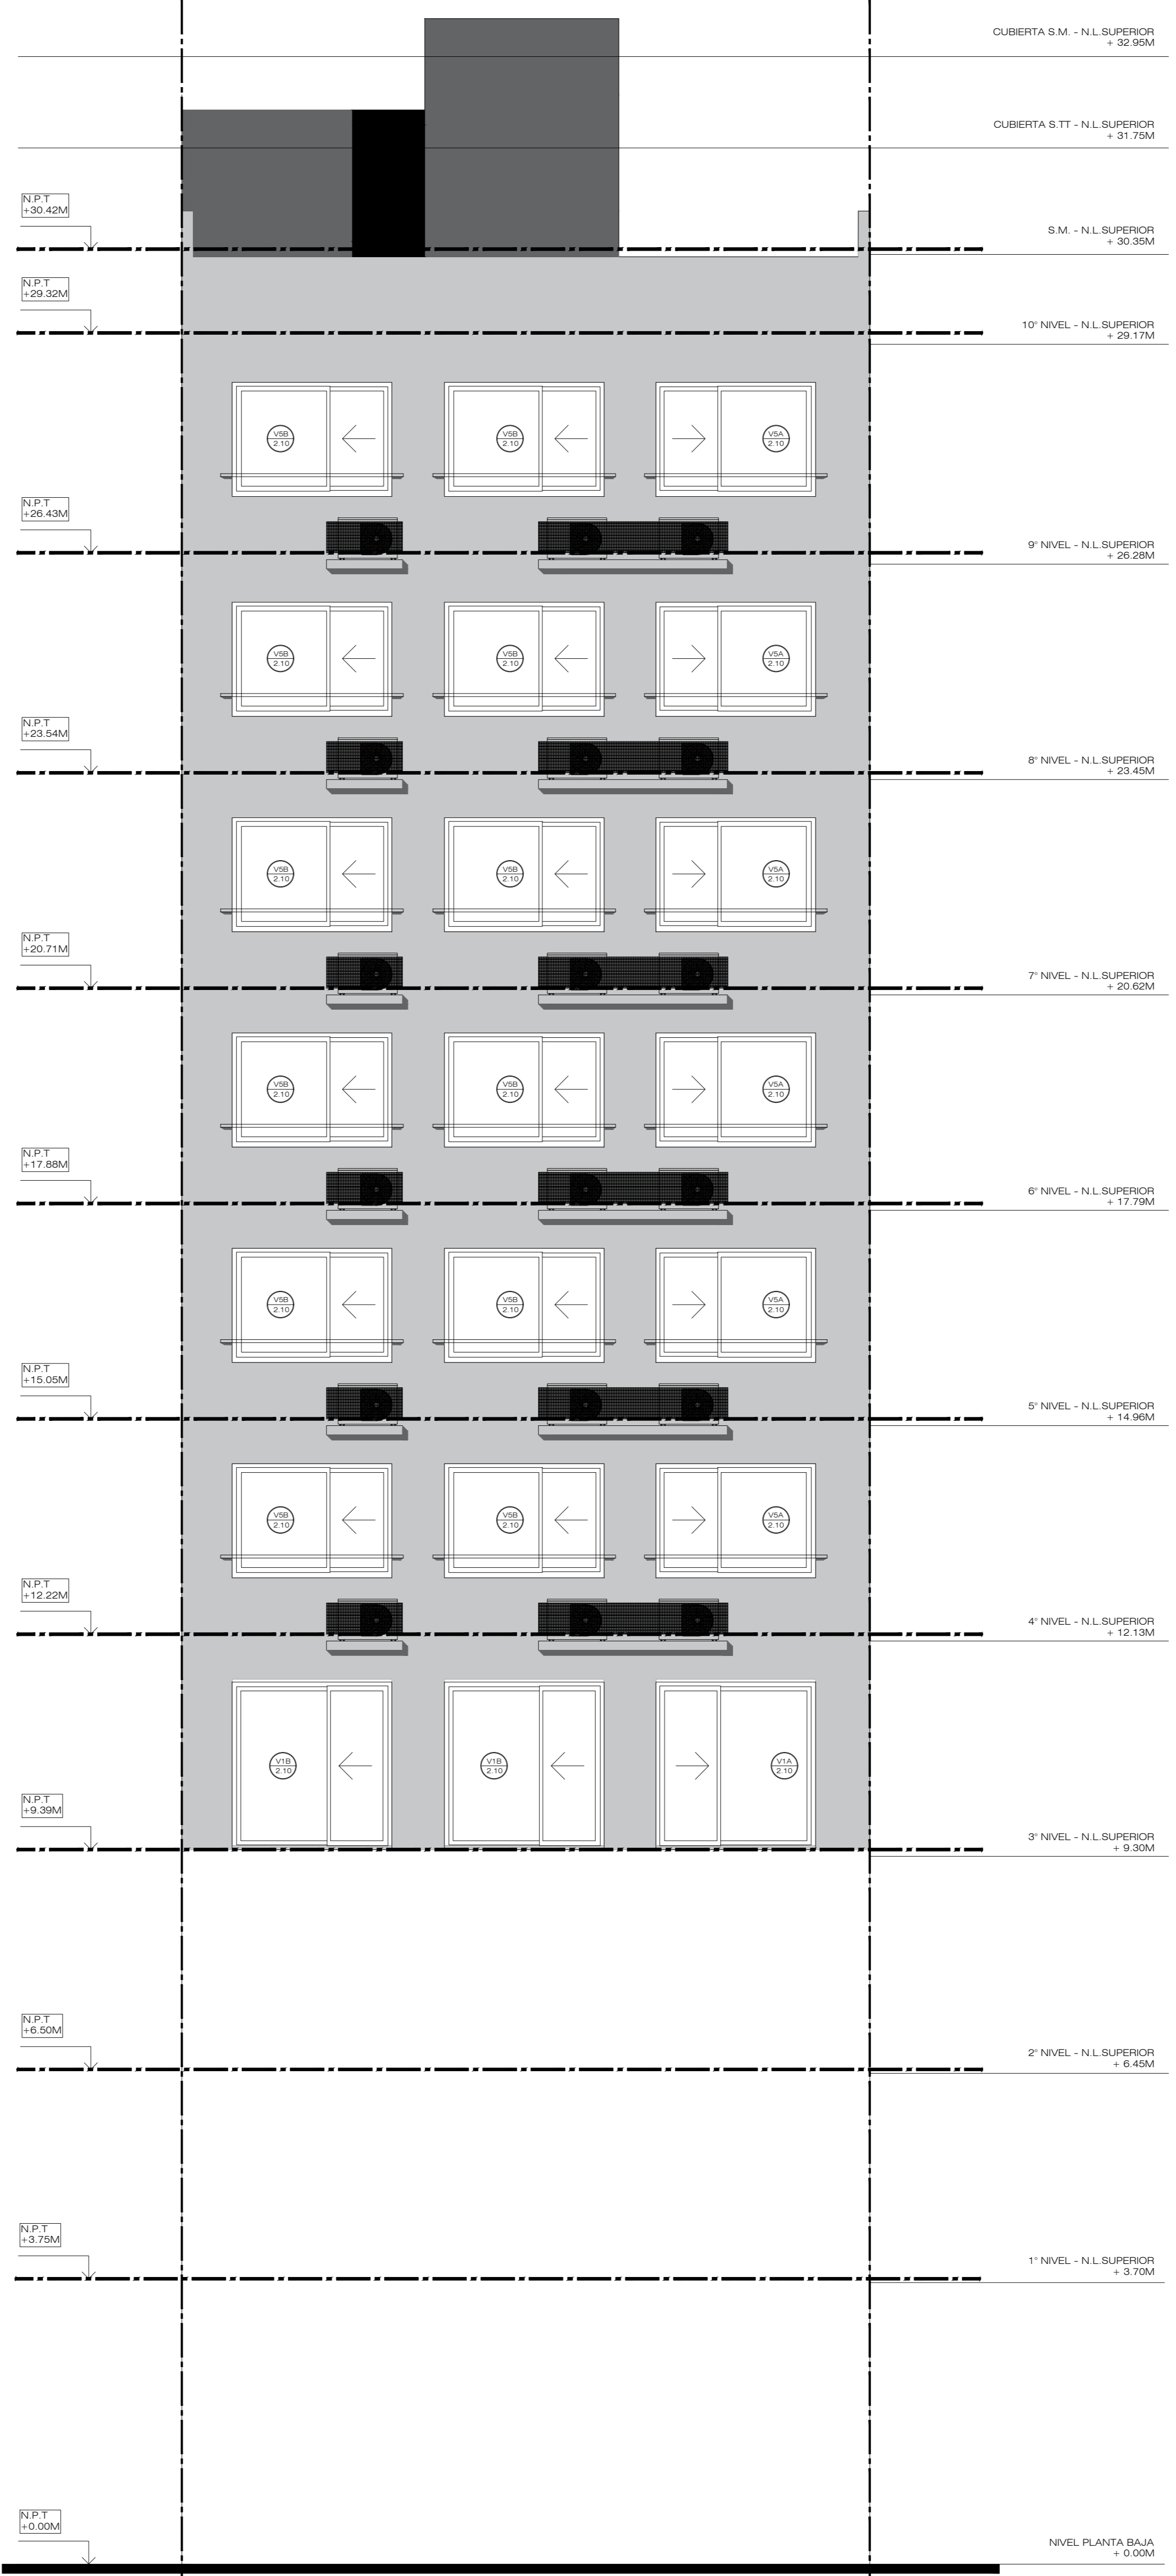 CUBIERTA S.M. - N.L.SUPERIOR
+ 32.95M
CUBIERTA S.TT - N.L.SUPERIOR
+ 31.75M
N.P.T
+30.42M
S.M. - N.L.SUPERIOR
+ 30.35M
N.P.T
+29.32M
10° NIVEL - N.L.SUPERIOR
+ 29.17M
V5B
2.10
V5B
2.10
V5A
2.10
N.P.T
+26.43M
9° NIVEL - N.L.SUPERIOR
+ 26.28M
V5B
2.10
V5B
2.10
V5A
2.10
N.P.T
+23.54M
8° NIVEL - N.L.SUPERIOR
+ 23.45M
V5B
2.10
V5B
2.10
V5A
2.10
N.P.T
+20.71M
7° NIVEL - N.L.SUPERIOR
+ 20.62M
V5B
2.10
V5B
2.10
V5A
2.10
N.P.T
+17.88M
6° NIVEL - N.L.SUPERIOR
+ 17.79M
V5B
2.10
V5B
2.10
V5A
2.10
N.P.T
+15.05M
5° NIVEL - N.L.SUPERIOR
+ 14.96M
V5B
2.10
V5B
2.10
V5A
2.10
N.P.T
+12.22M
4° NIVEL - N.L.SUPERIOR
+ 12.13M
V1B
2.10
V1B
2.10
V1A
2.10
N.P.T
+9.39M
3° NIVEL - N.L.SUPERIOR
+ 9.30M
N.P.T
+6.50M
2° NIVEL - N.L.SUPERIOR
+ 6.45M
N.P.T
+3.75M
1° NIVEL - N.L.SUPERIOR
+ 3.70M
N.P.T
+0.00M
NIVEL PLANTA BAJA
+ 0.00M